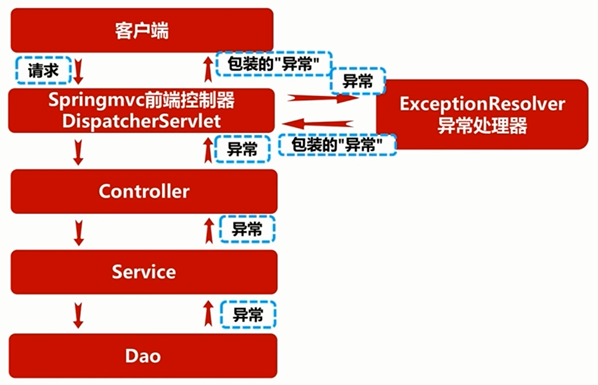 客户端
请求
包装的"异常"
Springmvc前端控制器
DispatcherServlet
异常
ExceptionResolver
异常处理器
包装的"异常"
异常
Controller
异常
Service
异常
Dao